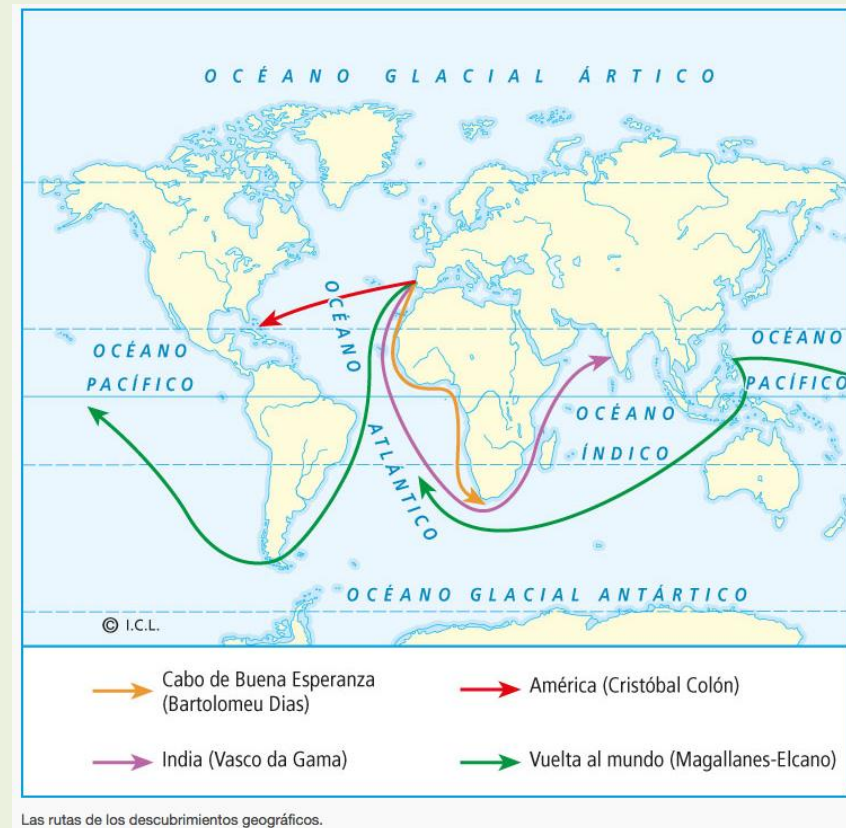 OCÉANO GLACIAL ÁRTICO
OCÉANO
ATLÁNTICO
OCÉANO
PACÍFICO
OCÉANO
PACÍFICO
OCÉANO
ÍNDICO
OCÉANO GLACIAL ANTÁRTICO
© I.C.L.
Cabo de Buena Esperanza
(Bartolomeu Dias)
América (Cristóbal Colón)
India (Vasco da Gama)
Vuelta al mundo (Magallanes-Elcano)
Las rutas de los descubrimientos geográficos.